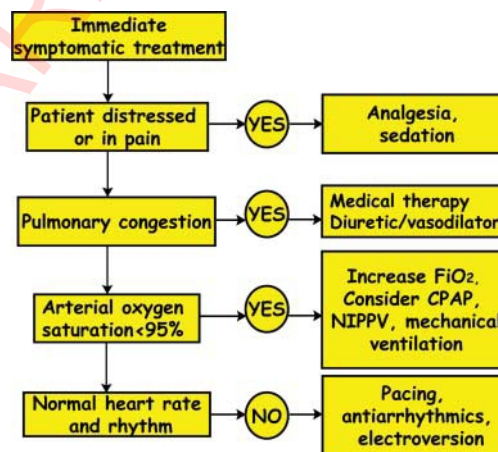 Immediate
symptomatic treatment
Patient distressed
or in pain
YES
Analgesia,
sedation
Pulmonary congestion
YES
Medical therapy
Diuretic/vasodilator
Arterial oxygen
saturation<95%
YES
Increase FiO₂,
Consider CPAP,
NIPPV, mechanical
ventilation
Normal heart rate
and rhythm
NO
Pacing,
antiarrhythmics,
electroversion